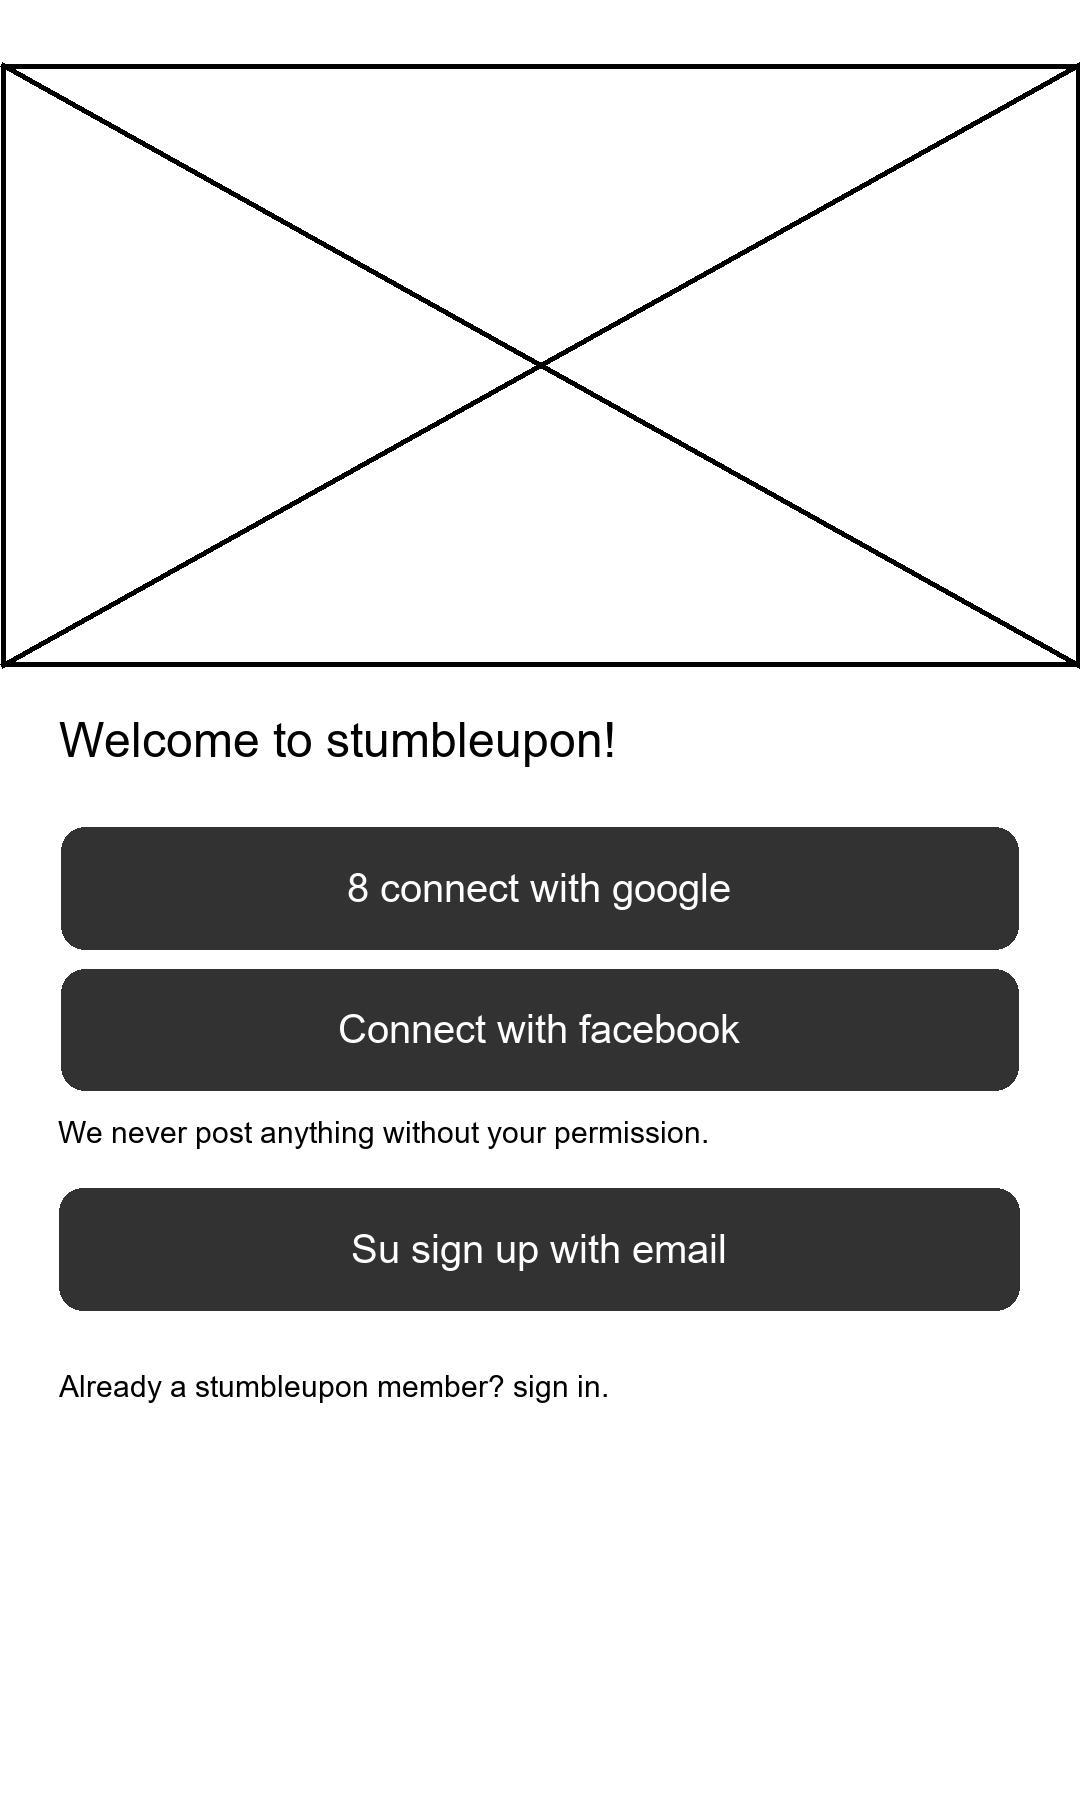 Welcome to stumbleupon!
8 connect with google
Connect with facebook
We never post anything without your permission.
Su sign up with email
Already a stumbleupon member? sign in.